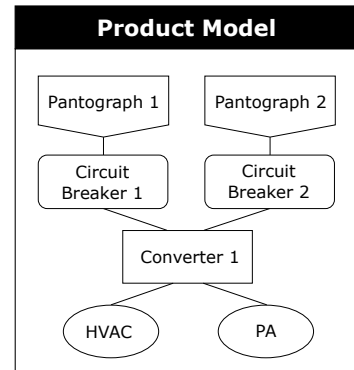 Product Model
Pantograph 1
Pantograph 2
Circuit
Breaker 1
Circuit
Breaker 2
Converter 1
HVAC
PA